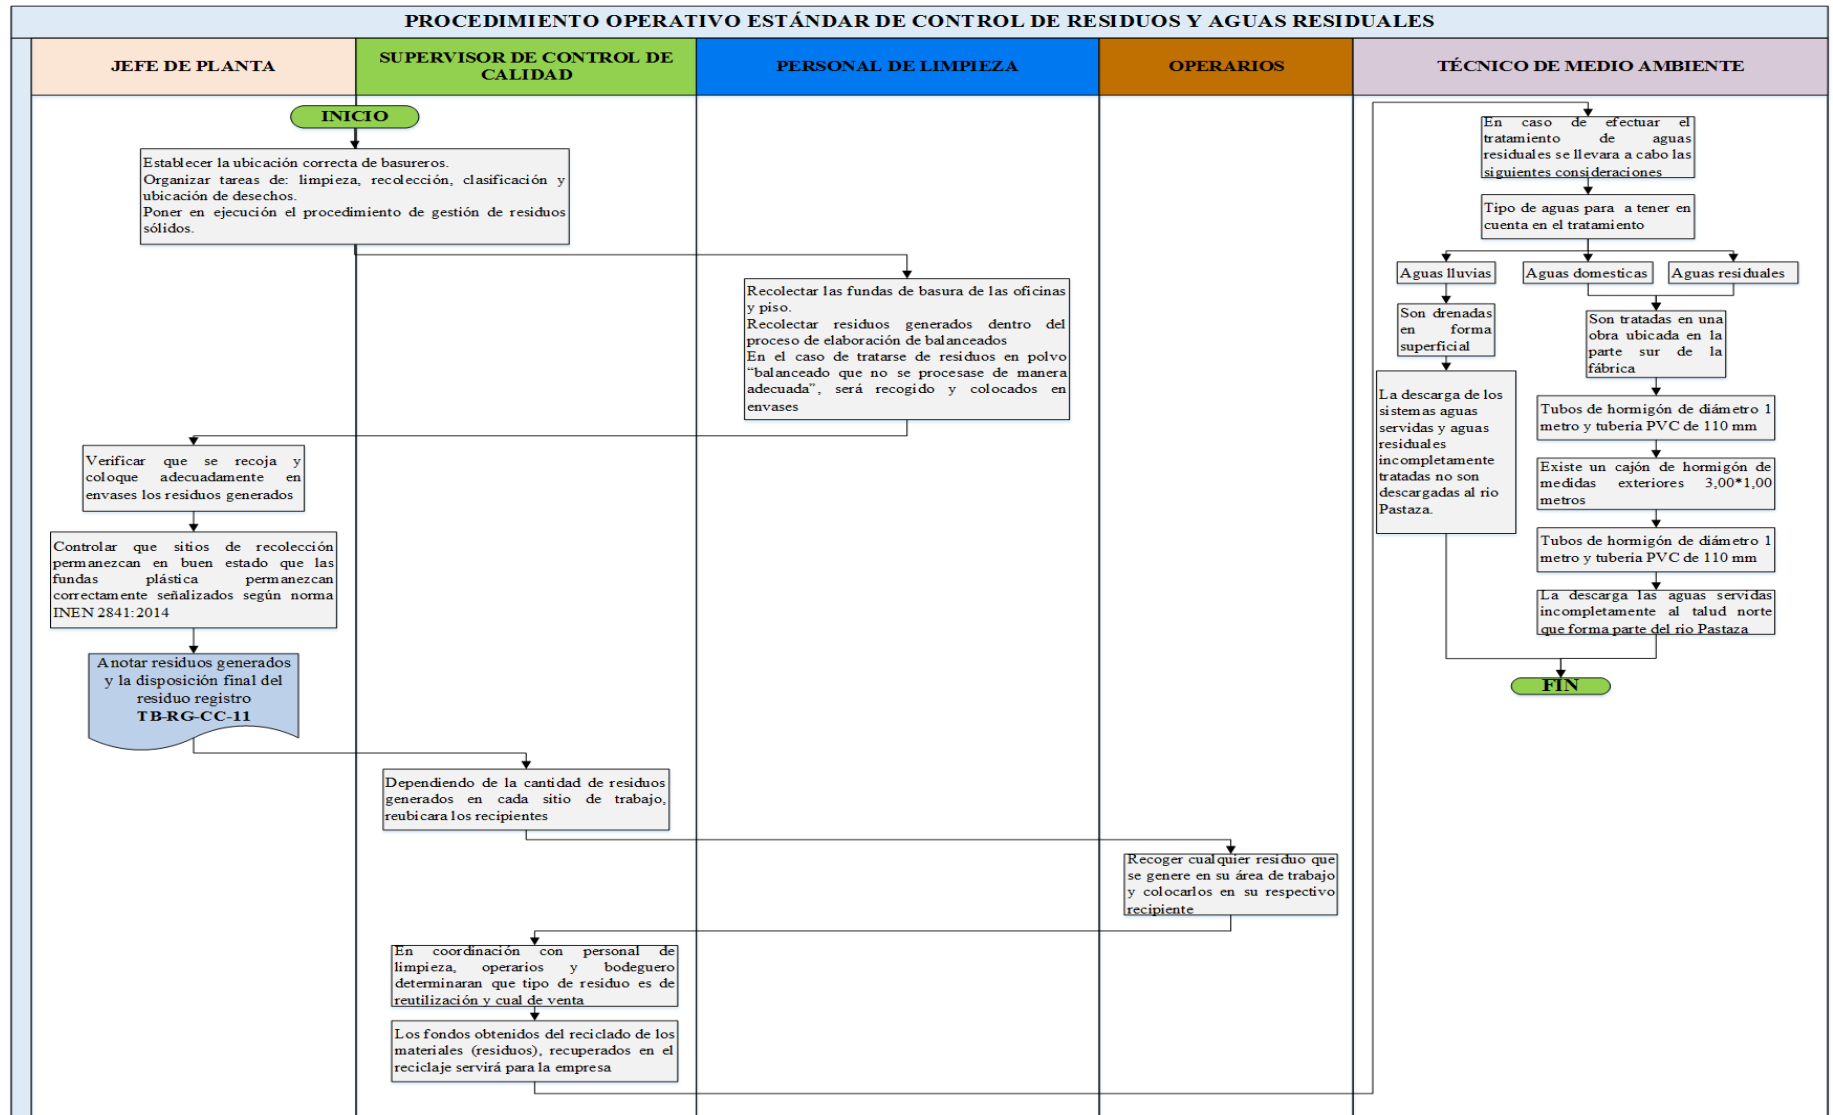 PROCEDIMIENTO OPERATIVO ESTÁNDAR DE CONTROL DE RESIDUOS Y AGUAS RESIDUALES
JEFE DE PLANTA
SUPERVISOR DE CONTROL DE
CALIDAD
PERSONAL DE LIMPIEZA
OPERARIOS
TÉCNICO DE MEDIO AMBIENTE
INICIO
Establecer la ubicación correcta de basureros.
Organizar tareas de: limpieza, recolección, clasificación y
ubicación de desechos.
Poner en ejecución el procedimiento de gestión de residuos
sólidos.
Recolectar las fundas de basura de las oficinas
y piso.
Recolectar residuos generados dentro del
proceso de elaboración de balanceados
En el caso de tratarse de residuos en polvo
“balanceado que no se procesase de manera
adecuada”, será recogido y colocados en
envases
Verificar que se recoja y
coloque adecuadamente en
envases los residuos generados
Controlar que sitios de recolección
permanezcan en buen estado que las
fundas plástica permanezcan
correctamente señalizados según norma
INEN 2841:2014
Anotar residuos generados
y la disposición final del
residuo registro
TB-RG-CC-11
Dependiendo de la cantidad de residuos
generados en cada sitio de trabajo,
reubicara los recipientes
Recoger cualquier residuo que
se genere en su área de trabajo
y colocarlos en su respectivo
recipiente
En coordinación con personal de
limpieza, operarios y bodeguero
determinaran que tipo de residuo es de
reutilización y cual de venta
Los fondos obtenidos del reciclado de los
materiales (residuos), recuperados en el
reciclaje servirá para la empresa
En caso de efectuar el
tratamiento de aguas
residuales se llevara a cabo las
siguientes consideraciones
Tipo de aguas para a tener en
cuenta en el tratamiento
Aguas lluvias
Aguas domesticas
Aguas residuales
Son drenadas
en forma
superficial
La descarga de los
sistemas aguas
servidas y aguas
residuales
incompletamente
tratadas no son
descargadas al rio
Pastaza.
Son tratadas en una
obra ubicada en la
parte sur de la
fábrica
Tubos de hormigón de diámetro 1
metro y tuberia PVC de 110 mm
Existe un cajón de hormigón de
medidas exteriores 3,00*1,00
metros
Tubos de hormigón de diámetro 1
metro y tuberia PVC de 110 mm
La descarga las aguas servidas
incompletamente al talud norte
que forma parte del rio Pastaza
FIN